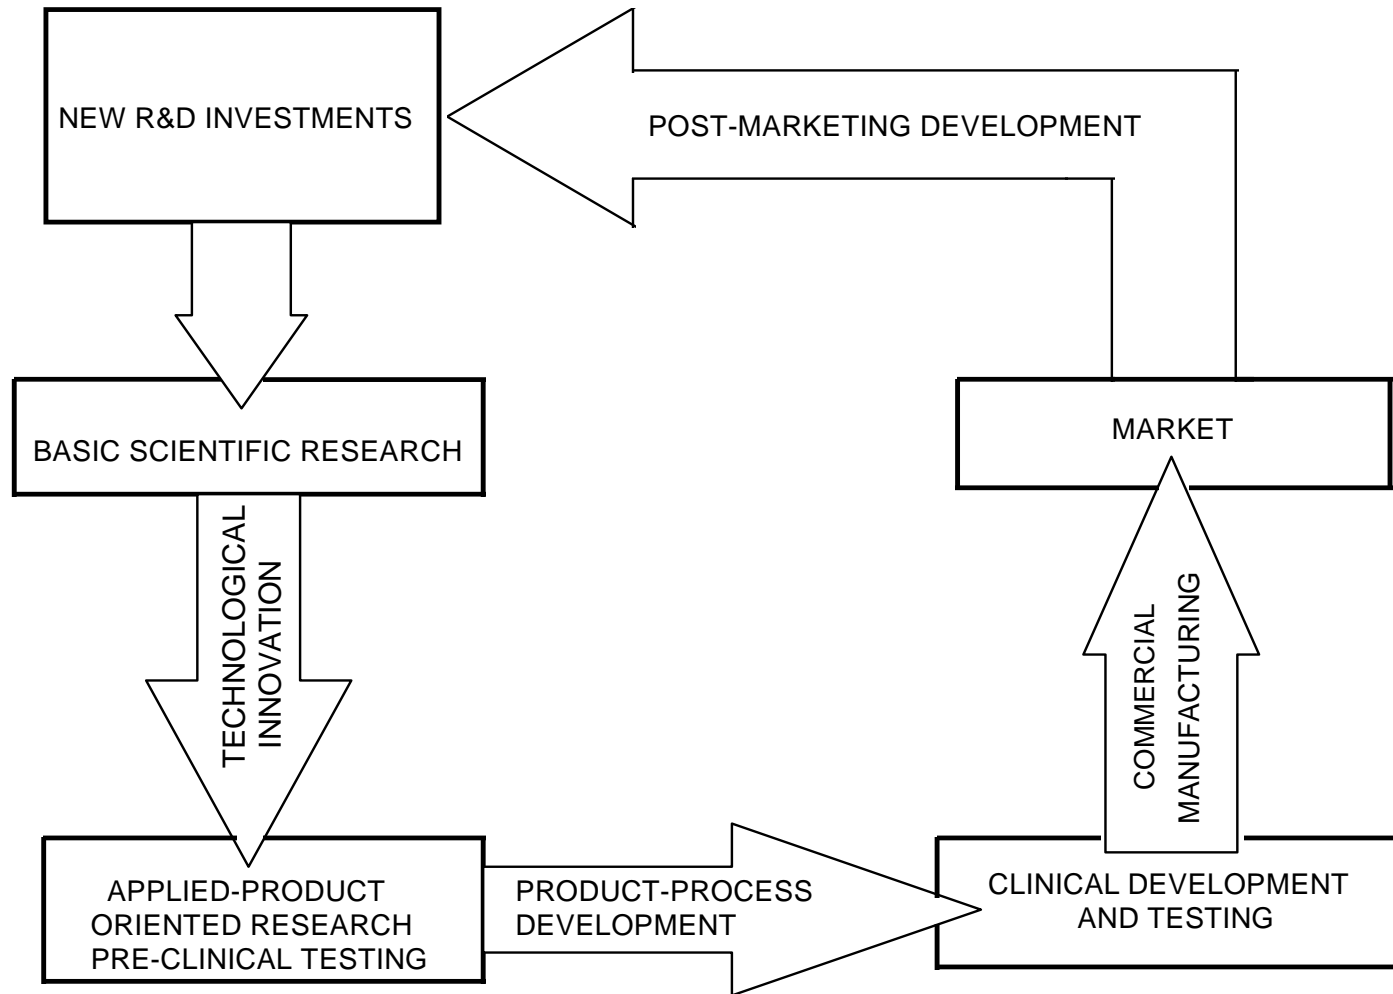 NEW R&D INVESTMENTS
POST-MARKETING DEVELOPMENT
BASIC SCIENTIFIC RESEARCH
MARKET
TECHNOLOGICAL
INNOVATION
COMMERCIAL
MANUFACTURING
APPLIED-PRODUCT
ORIENTED RESEARCH
PRE-CLINICAL TESTING
PRODUCT-PROCESS
DEVELOPMENT
CLINICAL DEVELOPMENT
AND TESTING